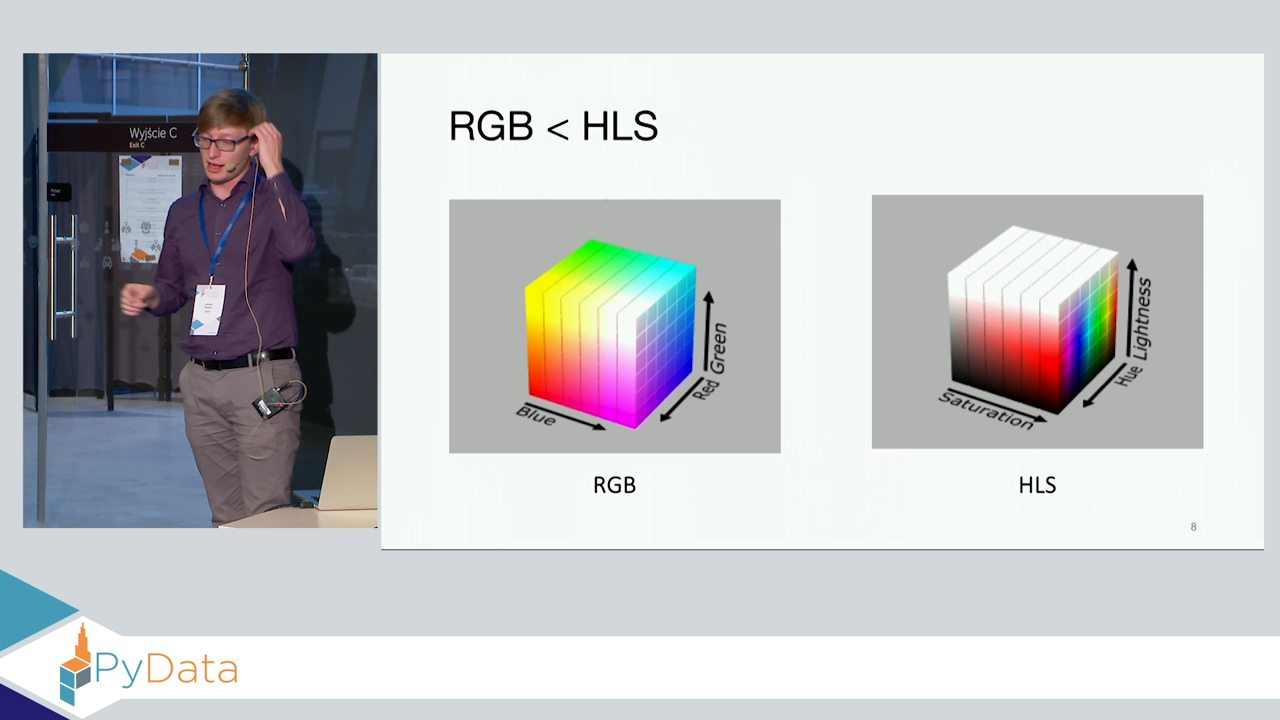 Wyjście C
Exit C
RGB < HLS
Green
Red
Blue
RGB
Lightness
Hue
Saturation
HLS
8
PyData